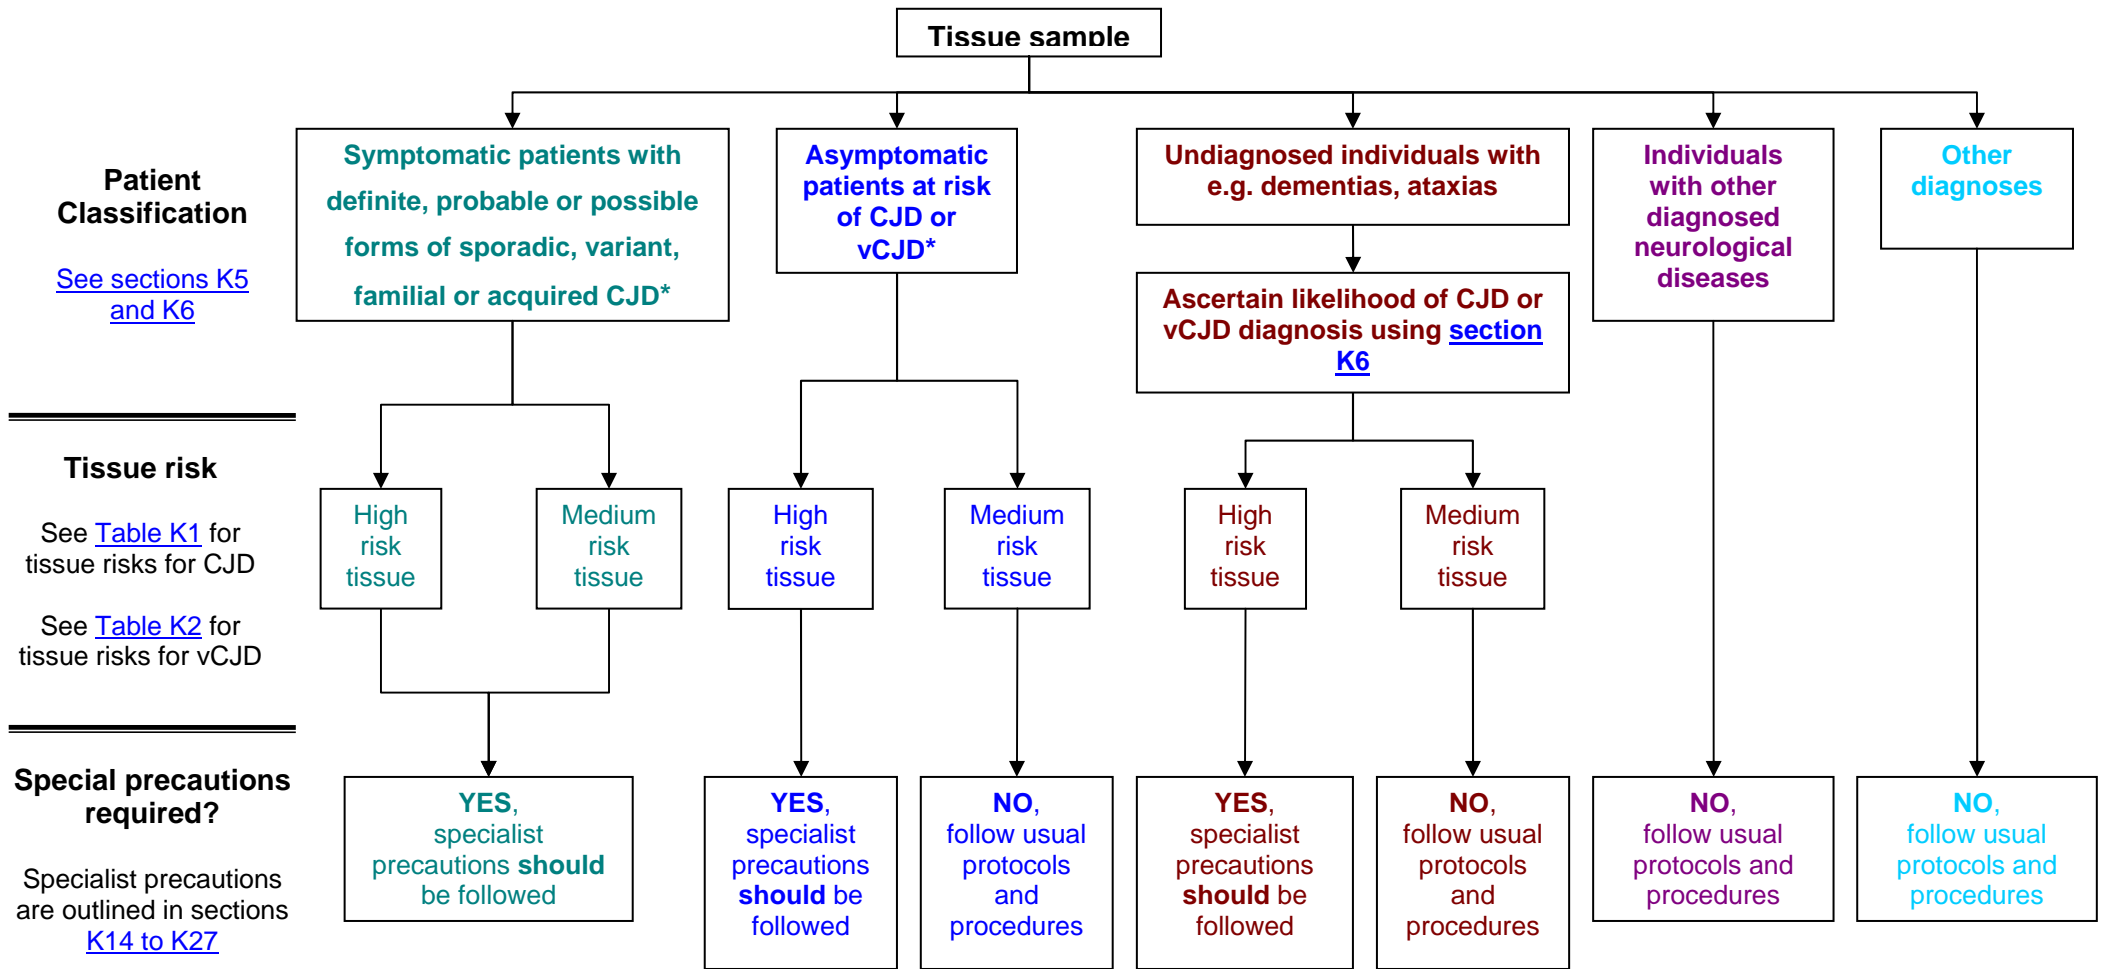 Tissue sample
Patient
Classification
See sections K5
and K6
Symptomatic patients with
definite, probable or possible
forms of sporadic, variant,
familial or acquired CJD*
Asymptomatic
patients at risk
of CJD or
vCJD*
Undiagnosed individuals with
e.g. dementias, ataxias
Ascertain likelihood of CJD or
vCJD diagnosis using section
K6
Individuals
with other
diagnosed
neurological
diseases
Other
diagnoses
Tissue risk
See Table K1 for
tissue risks for CJD
See Table K2 for
tissue risks for vCJD
High
risk
tissue
Medium
risk
tissue
High
risk
tissue
Medium
risk
tissue
High
risk
tissue
Medium
risk
tissue
Special precautions
required?
Specialist precautions
are outlined in sections
K14 to K27
YES,
specialist
precautions should
be followed
YES,
specialist
precautions
should be
followed
NO,
follow usual
protocols
and
procedures
YES,
specialist
precautions
should be
followed
NO,
follow usual
protocols
and
procedures
NO,
follow usual
protocols and
procedures
NO,
follow usual
protocols and
procedures